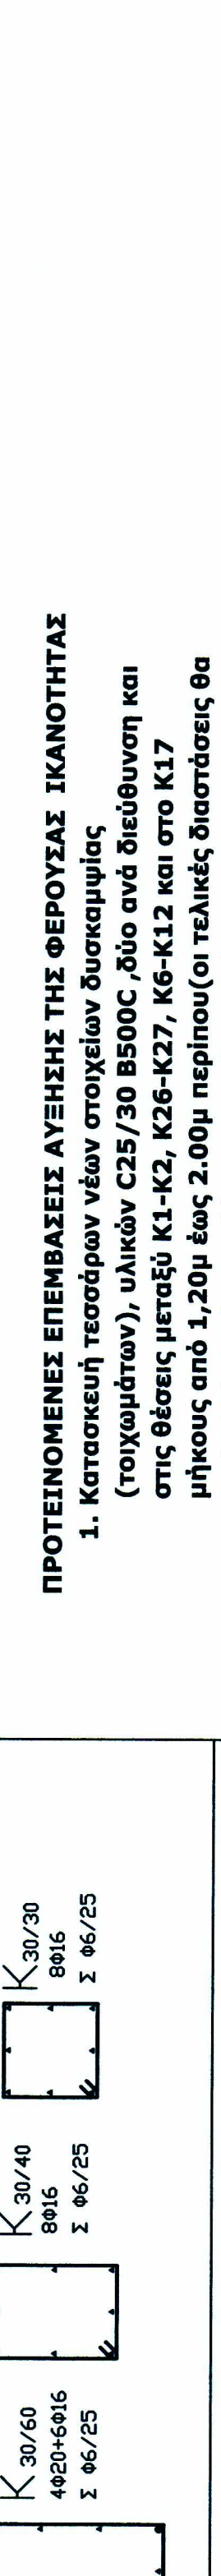 ΠΡΟΤΕΙΝΟΜΕΝΕΣ ΕΠΕΜΒΑΣΕΙΣ ΑΥΞΗΣΗΣ ΤΗΣ ΦΕΡΟΥΣΑΣ ΙΚΑΝΟΤΗΤΑΣ
1. Κατασκευή τεσσάρων νέων στοιχείων δυσκαμψίας
(τοιχωμάτων), υλικών C25/30 B500C ,δύο ανά διεύθυνση και
στις θέσεις μεταξύ Κ1-Κ2, Κ26-Κ27, Κ6-Κ12 και στο Κ17
μήκους από 1,20μ έως 2.00μ περίπου(οι τελικές διαστάσεις θα
K 30/60
4Φ20+6Φ16
Σ Φ6/25
K 30/40
8Φ16
Σ Φ6/25
K 30/30
8Φ16
Σ Φ6/25